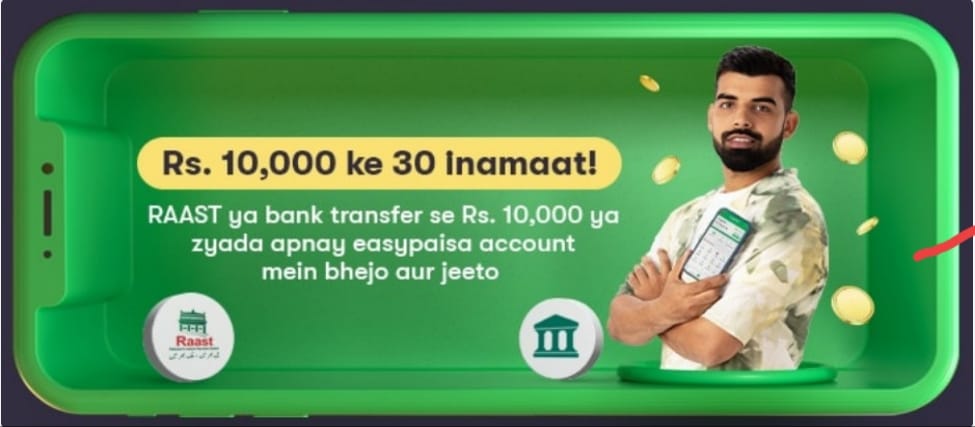 Rs. 10,000 ke 30 inamaat!
RAAST ya bank transfer se Rs. 10,000 ya
zyada apnay easypaisa account
mein bhejo aur jeeto
Raast